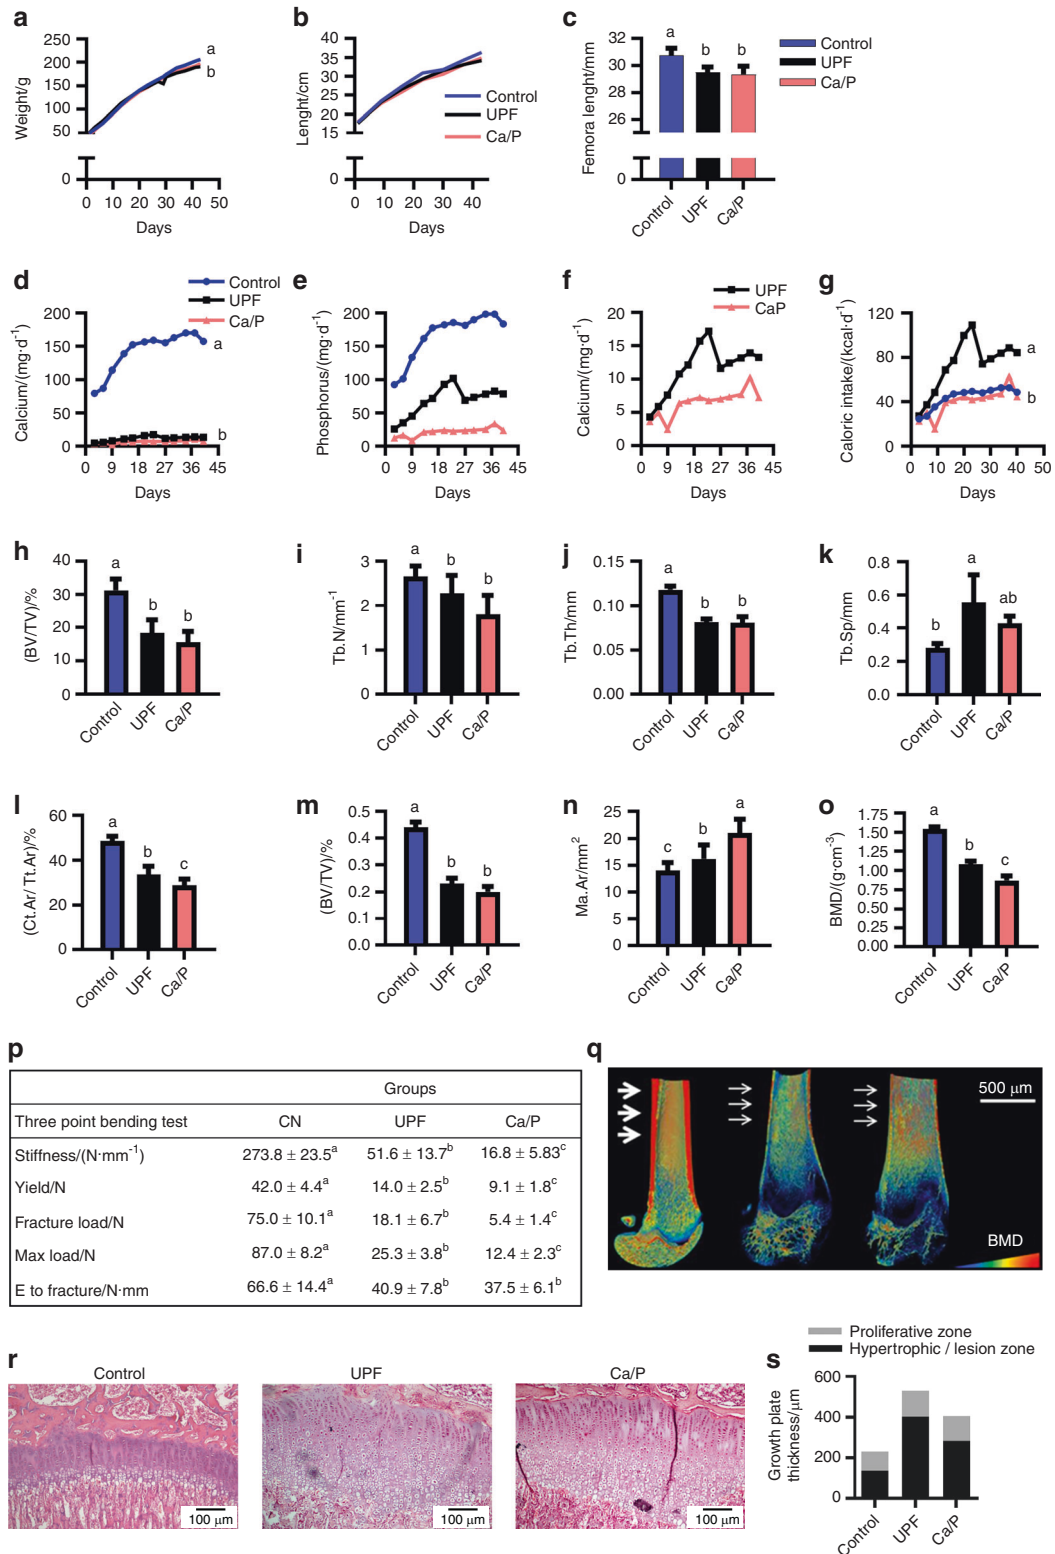 a
b
c
250
200
150
100
50
0
Weight/g
a
b
0 10 20 30 40 50
Days
40
35
30
25
20
15
0
Lenght/cm
Control
UPF
Ca/P
0 10 20 30 40
Days
32
30
28
26
0
Femora lenght/mm
a b b
Control UPF Ca/P
Control
UPF
Ca/P
d
e
f
g
Control
UPF
Ca/P
200
150
100
50
0
Calcium/(mg·d⁻¹)
a
b
0 9 18 27 36 45
Days
200
150
100
50
0
Phosphorus/(mg·d⁻¹)
0 9 18 27 36 45
Days
UPF
CaP
20
15
10
5
0
Calcium/(mg·d⁻¹)
0 9 18 27 36 45
Days
120
80
40
0
Caloric intake/(kcal·d⁻¹)
a
b
0 10 20 30 40 50
Days
h
i
j
k
40
30
20
10
0
(BV/TV)/%
a b b
Control UPF Ca/P
3
2
1
0
Tb.N/mm⁻¹
a b b
Control UPF Ca/P
0.15
0.10
0.05
0.00
Tb.Th/mm
a b b
Control UPF Ca/P
0.8
0.6
0.4
0.2
0.0
Tb.Sp/mm
b a ab
Control UPF Ca/P
l
m
n
o
60
40
20
0
(Ct.Ar/ Tt.Ar)/%
a b c
Control UPF Ca/P
0.5
0.4
0.3
0.2
0.1
0.0
(BV/TV)/%
a b b
Control UPF Ca/P
25
20
15
10
5
0
Ma.Ar/mm²
c b a
Control UPF Ca/P
1.75
1.50
1.25
1.00
0.75
0.50
0.25
0.00
BMD/(g·cm⁻³)
a b c
Control UPF Ca/P
p
Groups
Three point bending test CN UPF Ca/P
Stiffness/(N·mm⁻¹) 273.8 ± 23.5ᵃ 51.6 ± 13.7ᵇ 16.8 ± 5.83ᶜ
Yield/N 42.0 ± 4.4ᵃ 14.0 ± 2.5ᵇ 9.1 ± 1.8ᶜ
Fracture load/N 75.0 ± 10.1ᵃ 18.1 ± 6.7ᵇ 5.4 ± 1.4ᶜ
Max load/N 87.0 ± 8.2ᵃ 25.3 ± 3.8ᵇ 12.4 ± 2.3ᶜ
E to fracture/N·mm 66.6 ± 14.4ᵃ 40.9 ± 7.8ᵇ 37.5 ± 6.1ᵇ
q
500 μm
BMD
r
Control
UPF
Ca/P
100 μm
100 μm
100 μm
Proliferative zone
Hypertrophic / lesion zone
s
600
400
200
0
Growth plate
thickness/μm
Control UPF Ca/P